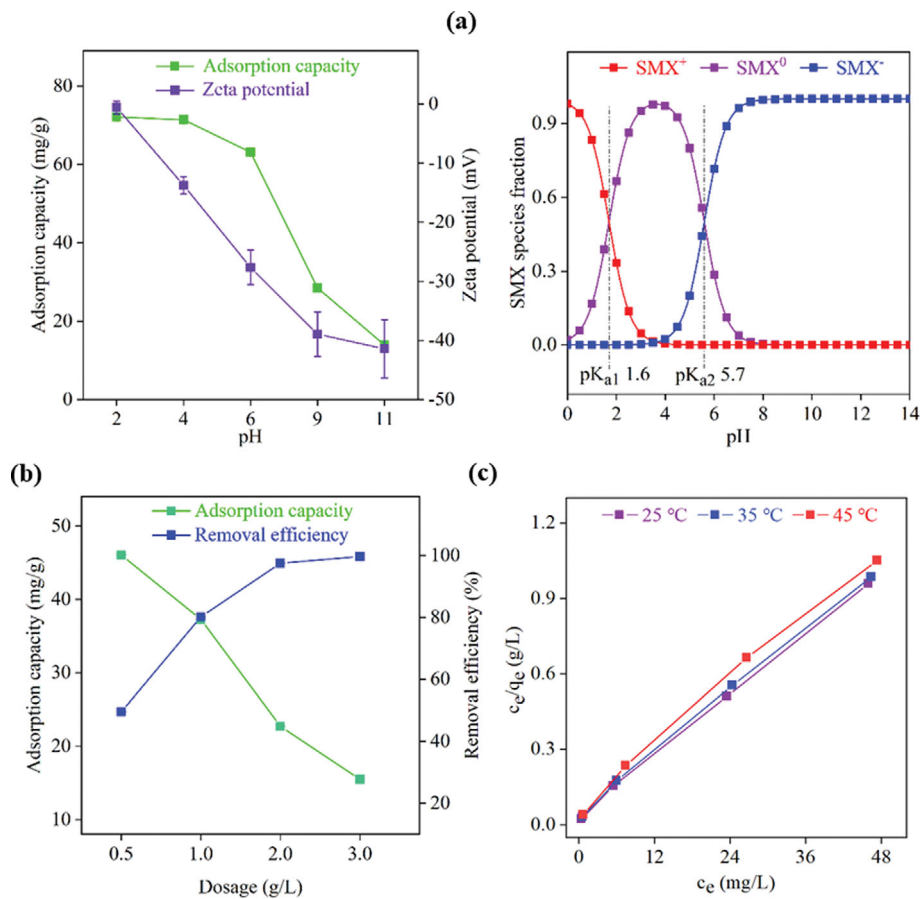 (a)
Adsorption capacity
Zeta potential
Adsorption capacity (mg/g)
80
60
40
20
0
0
-10
-20
-30
-40
-50
Zeta potential (mV)
2 4 6 9 11
pH
SMX⁺ SMX⁰ SMX⁻
SMX species fraction
0.9
0.6
0.3
0.0
pKa1 1.6 pKa2 5.7
0 2 4 6 8 10 12 14
pH
(b)
Adsorption capacity
Removal efficiency
Adsorption capacity (mg/g)
50
40
30
20
10
100
80
60
40
20
Removal efficiency (%)
0.5 1.0 2.0 3.0
Dosage (g/L)
(c)
25 °C 35 °C 45 °C
ce/qe (g/L)
1.2
0.9
0.6
0.3
0.0
0 12 24 36 48
ce (mg/L)